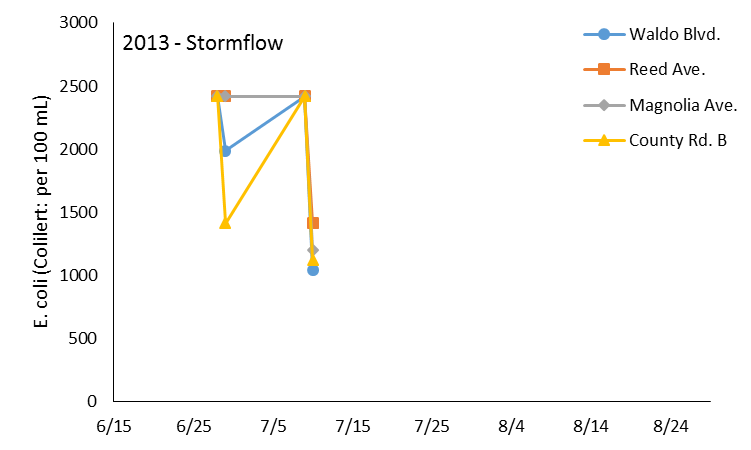 2013 - Stormflow
Waldo Blvd.
Reed Ave.
Magnolia Ave.
County Rd. B
E. coli (Colilert: per 100 mL)
3000
2500
2000
1500
1000
500
0
6/15 6/25 7/5 7/15 7/25 8/4 8/14 8/24